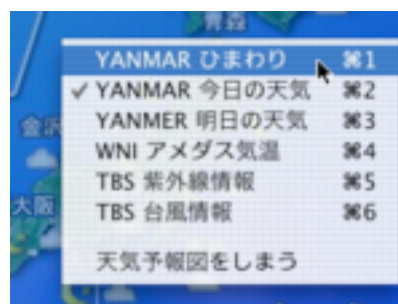 青森
YANMAR ひまわり ⌘1
✓ YANMAR 今日の天気 ⌘2
YANMER 明日の天気 ⌘3
金沢
WNI アメダス気温 ⌘4
TBS 紫外線情報 ⌘5
大阪
TBS 台風情報 ⌘6
天気予報図をしまう